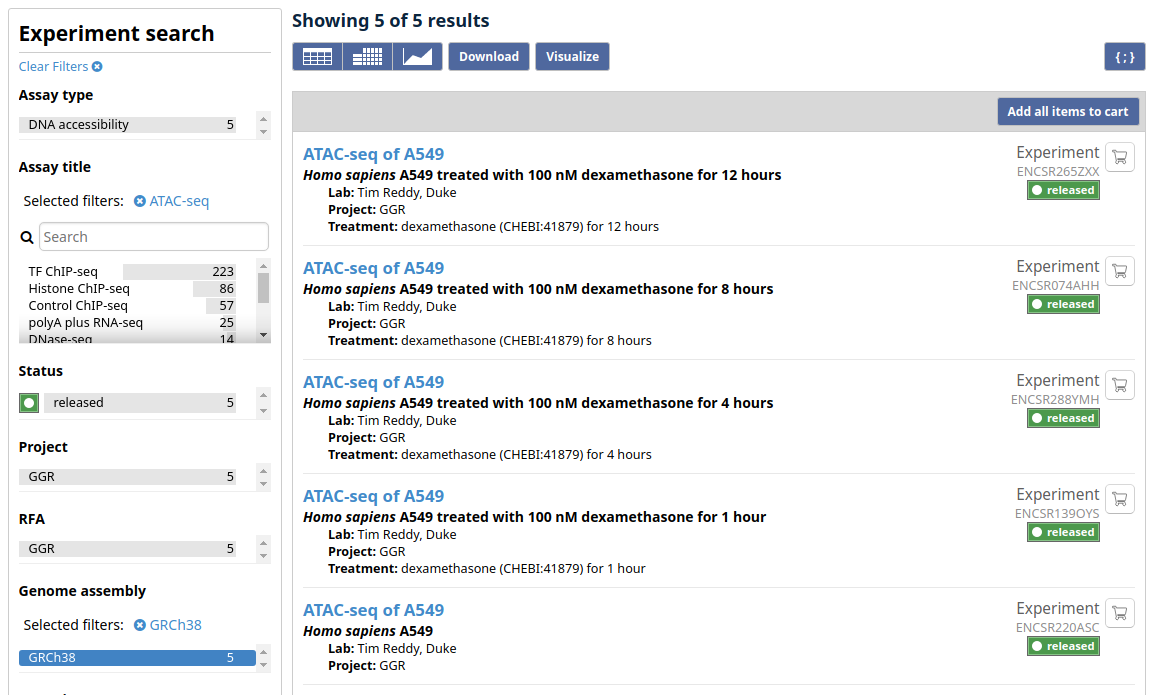 Experiment search
Clear Filters
Assay type
DNA accessibility 5
Assay title
Selected filters: ATAC-seq
Search
TF ChIP-seq 223
Histone ChIP-seq 86
Control ChIP-seq 57
polyA plus RNA-seq 25
DNase-seq 14
Status
released 5
Project
GGR 5
RFA
GGR 5
Genome assembly
Selected filters: GRCh38
GRCh38 5
Showing 5 of 5 results
Download
Visualize
{ ; }
Add all items to cart
ATAC-seq of A549
Homo sapiens A549 treated with 100 nM dexamethasone for 12 hours
Lab: Tim Reddy, Duke
Project: GGR
Treatment: dexamethasone (CHEBI:41879) for 12 hours
Experiment
ENCSR265ZXX
released
ATAC-seq of A549
Homo sapiens A549 treated with 100 nM dexamethasone for 8 hours
Lab: Tim Reddy, Duke
Project: GGR
Treatment: dexamethasone (CHEBI:41879) for 8 hours
Experiment
ENCSR074AHH
released
ATAC-seq of A549
Homo sapiens A549 treated with 100 nM dexamethasone for 4 hours
Lab: Tim Reddy, Duke
Project: GGR
Treatment: dexamethasone (CHEBI:41879) for 4 hours
Experiment
ENCSR288YMH
released
ATAC-seq of A549
Homo sapiens A549 treated with 100 nM dexamethasone for 1 hour
Lab: Tim Reddy, Duke
Project: GGR
Treatment: dexamethasone (CHEBI:41879) for 1 hour
Experiment
ENCSR139OYS
released
ATAC-seq of A549
Homo sapiens A549
Lab: Tim Reddy, Duke
Project: GGR
Experiment
ENCSR220ASC
released